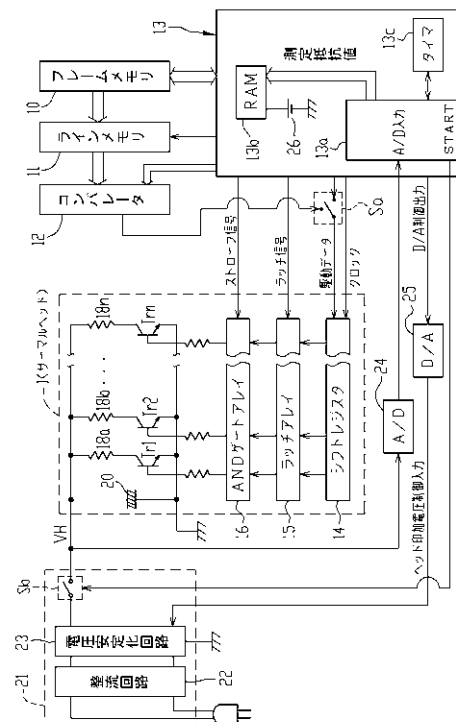 13
フレームメモリ
10
ラインメモリ
11
コンパレータ
12
RAM
13b
測定抵抗値
26
13c
タイマ
13a
A/D入力
START
Sa
ストローブ信号
ラッチ信号
駆動データ
クロック
1(サーマルヘッド)
18a
18b
・・・
18n
Tr1
Tr2
Trn
20
ANDゲートアレイ
16
ラッチアレイ
15
シフトレジスタ
14
VH
Sb
24
A/D
25
D/A
D/A制御出力
ヘッド印加電圧制御入力
21
23
電圧安定化回路
整流回路
22